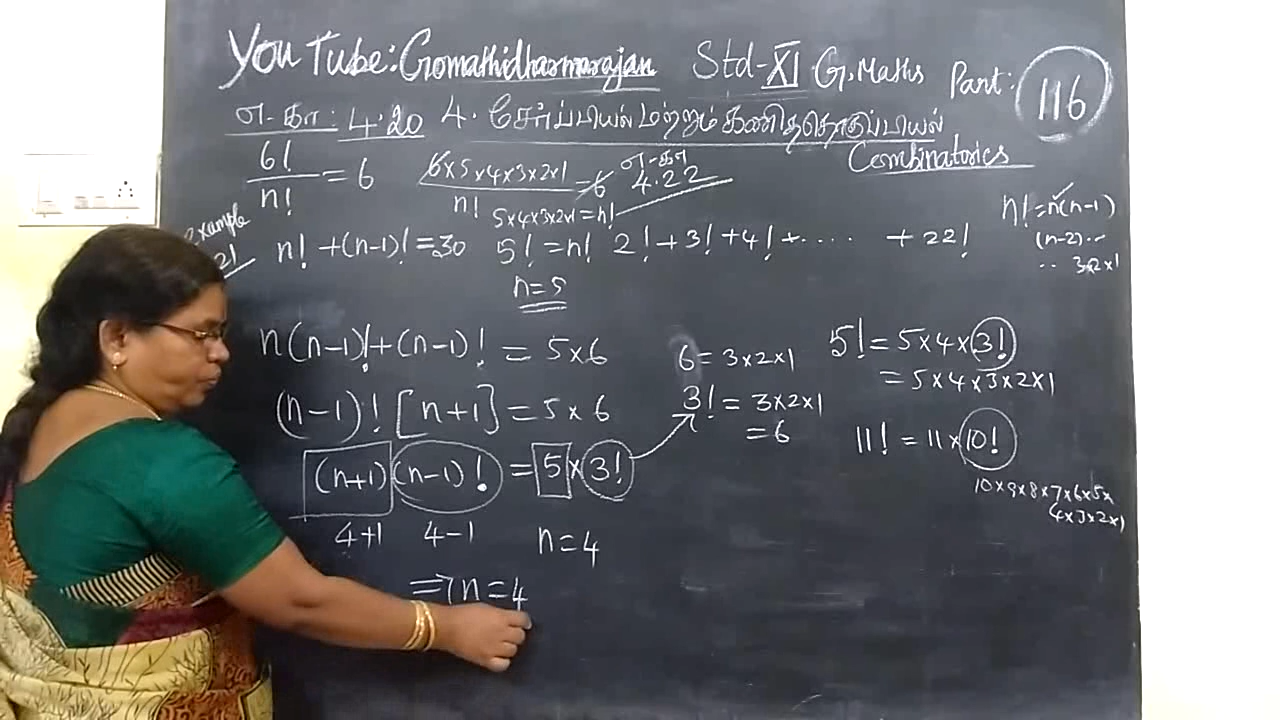 YouTube: Gomathidharmarajan Std-XI G.Maths Part: 116
எ.கா: 4.20 4. சேர்ப்பியல் மற்றும் கணிததொகுப்பியல்
Combinatorics
6!/n! = 6
6×5×4×3×2×1/n! = 6
எ.கா 4.22
5×4×3×2×1=n!
5!=n!
n=5
Example
n! +(n-1)! =30
2!+3!+4!+..... +22!
n! =n(n-1)
(n-2)..
.. 3×2×1
n(n-1)!+(n-1)! = 5×6
(n-1)! [n+1] = 5×6
(n+1)(n-1)! = 5×3!
4+1 4-1 n=4
⇒ n=4
6= 3×2×1
3! = 3×2×1
=6
5! = 5×4×3!
= 5×4×3×2×1
11! = 11×10!
10×9×8×7×6×5×
4×3×2×1